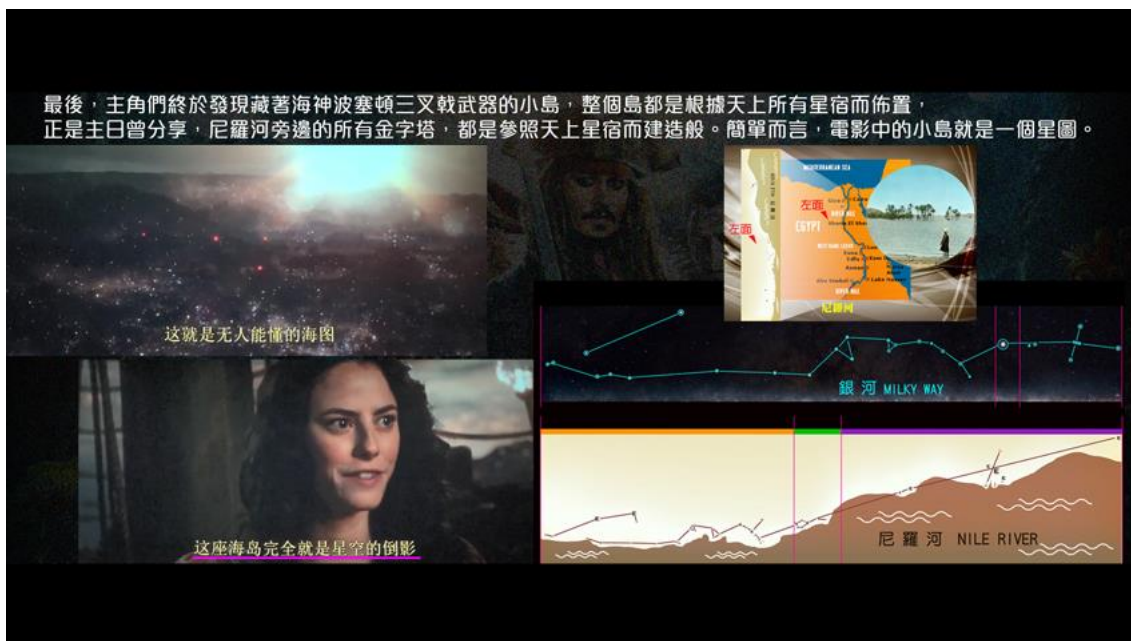 最後，主角們終於發現藏著海神波塞頓三叉戟武器的小島，整個島都是根據天上所有星宿而佈置，
正是主日曾分享，尼羅河旁邊的所有金字塔，都是參照天上星宿而建造般。簡單而言，電影中的小島就是一個星圖。
这就是无人能懂的海图
这座海岛完全就是星空的倒影
MEDITERRANEAN SEA
左面
左面
EGYPT
尼羅河
銀河 MILKY WAY
尼羅河 NILE RIVER